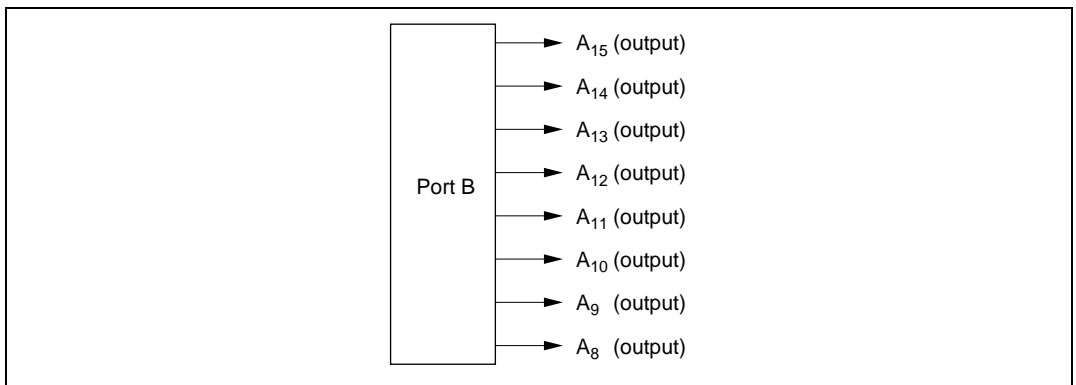 A15 (output)
A14 (output)
A13 (output)
A12 (output)
Port B
A11 (output)
A10 (output)
A9 (output)
A8 (output)